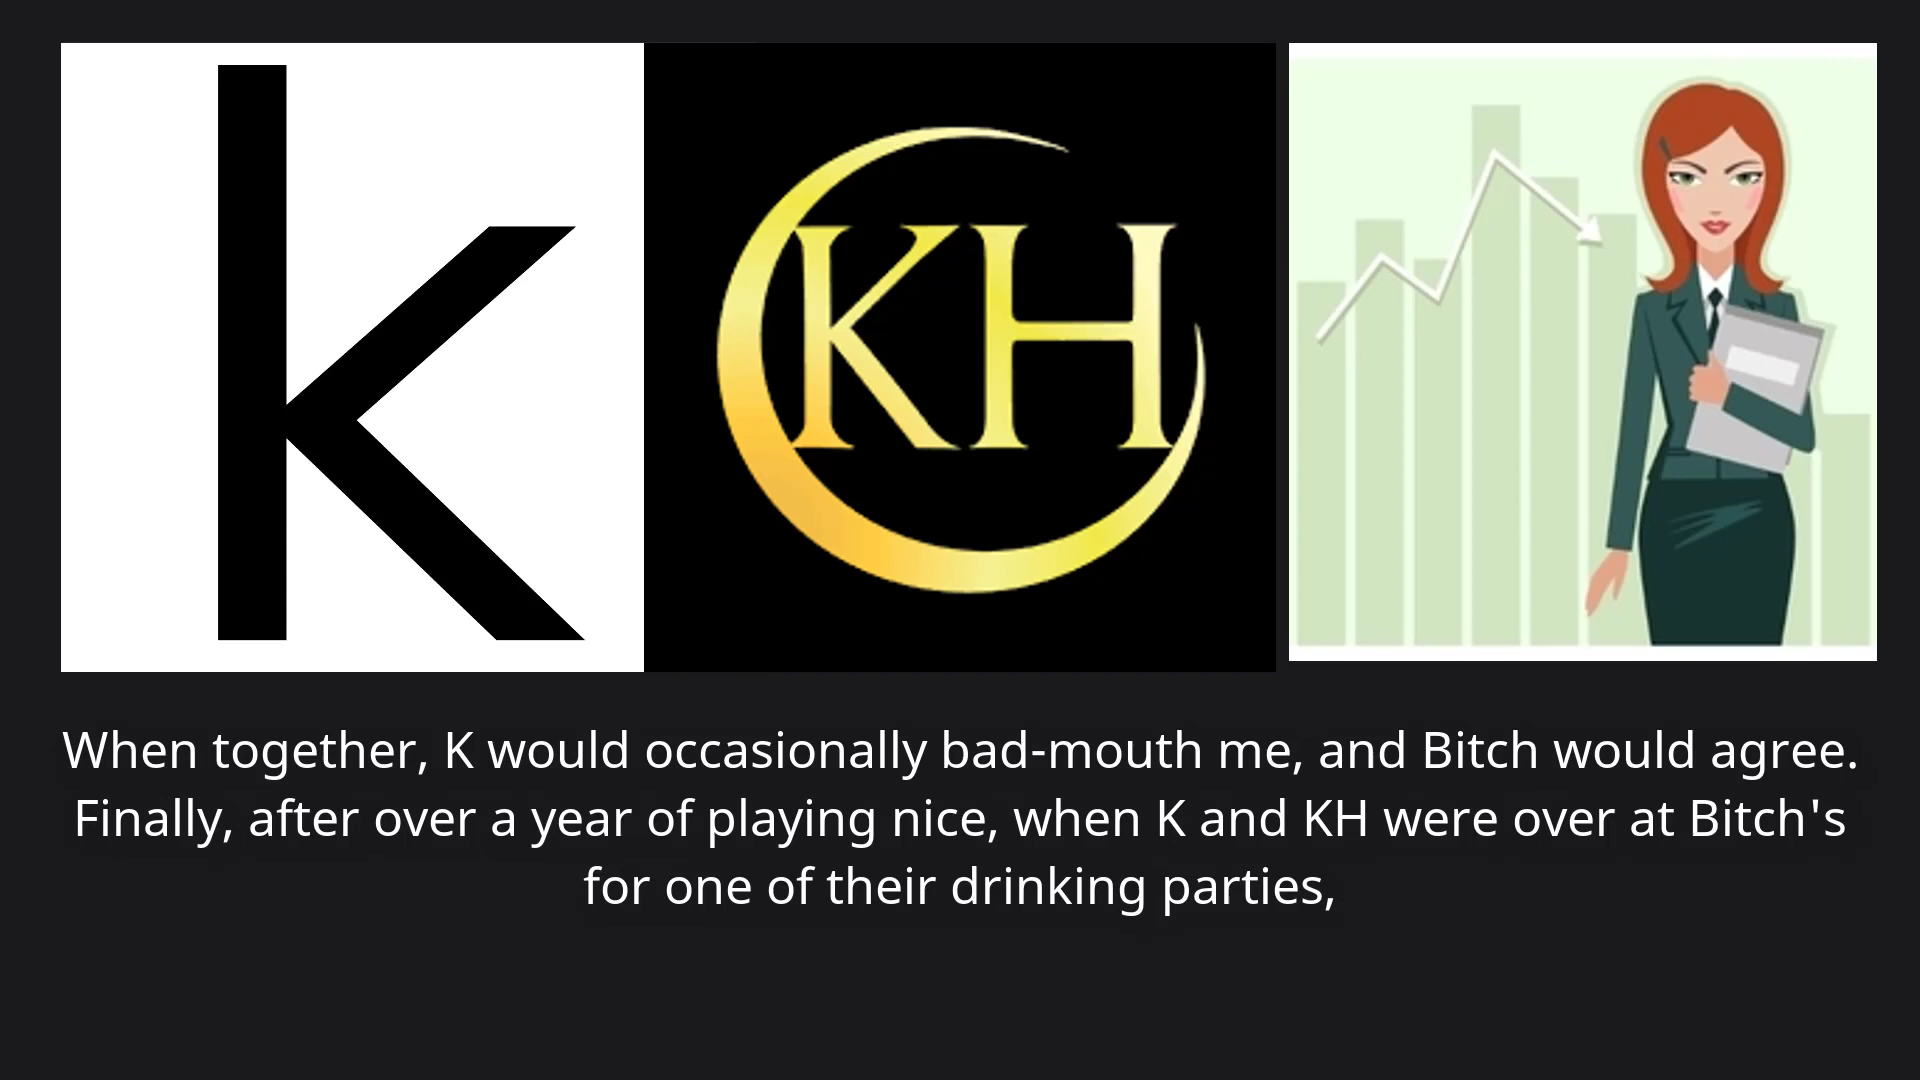 k
KH
When together, K would occasionally bad-mouth me, and Bitch would agree.
Finally, after over a year of playing nice, when K and KH were over at Bitch's
for one of their drinking parties,